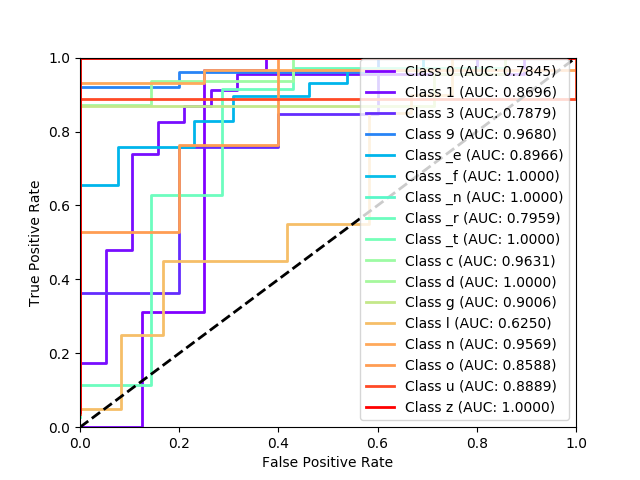 1.0
0.8
0.6
0.4
0.2
0.0
True Positive Rate
0.0 0.2 0.4 0.6 0.8 1.0
False Positive Rate
Class 0 (AUC: 0.7845)
Class 1 (AUC: 0.8696)
Class 3 (AUC: 0.7879)
Class 9 (AUC: 0.9680)
Class _e (AUC: 0.8966)
Class _f (AUC: 1.0000)
Class _n (AUC: 1.0000)
Class _r (AUC: 0.7959)
Class _t (AUC: 1.0000)
Class c (AUC: 0.9631)
Class d (AUC: 1.0000)
Class g (AUC: 0.9006)
Class l (AUC: 0.6250)
Class n (AUC: 0.9569)
Class o (AUC: 0.8588)
Class u (AUC: 0.8889)
Class z (AUC: 1.0000)